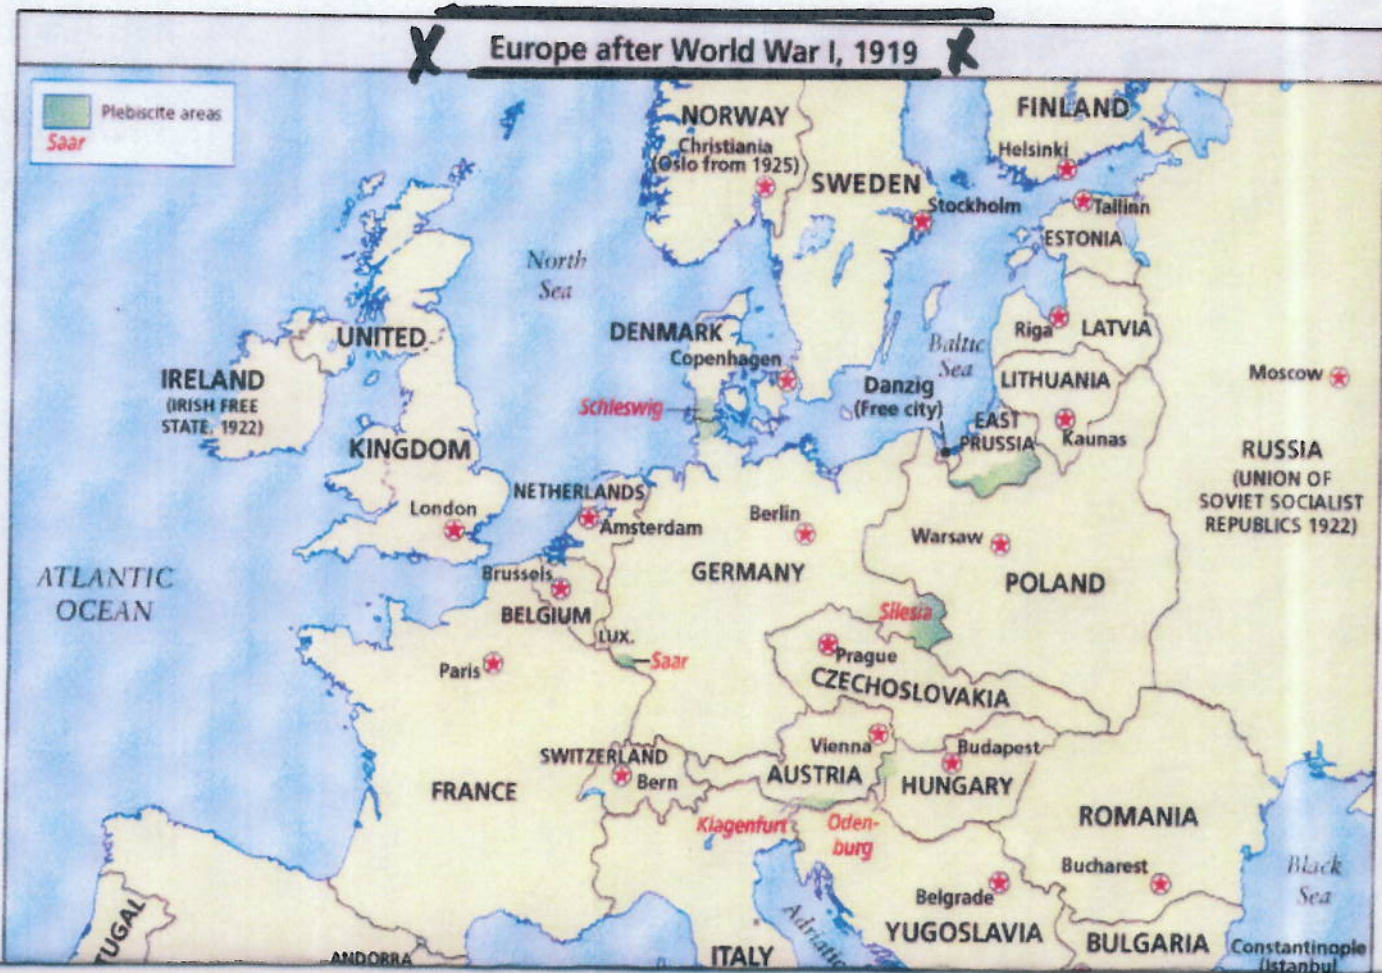 Europe after World War I, 1919
Plebiscite areas
Saar
NORWAY
Christiania
(Oslo from 1925)
SWEDEN
Stockholm
FINLAND
Helsinki
Tallinn
ESTONIA
North
Sea
UNITED
KINGDOM
London
IRELAND
(IRISH FREE
STATE, 1922)
DENMARK
Copenhagen
Schleswig
Baltic
Sea
Riga
LATVIA
LITHUANIA
Kaunas
Danzig
(Free city)
EAST
PRUSSIA
Moscow
RUSSIA
(UNION OF
SOVIET SOCIALIST
REPUBLICS 1922)
NETHERLANDS
Amsterdam
Berlin
GERMANY
Warsaw
POLAND
ATLANTIC
OCEAN
Brussels
BELGIUM
LUX.
Saar
Silesia
Paris
Prague
CZECHOSLOVAKIA
SWITZERLAND
Bern
FRANCE
Vienna
AUSTRIA
Budapest
HUNGARY
Klagenfurt
Oden-
burg
ROMANIA
Bucharest
Belgrade
YUGOSLAVIA
Black
Sea
BULGARIA
Constantinople
(Istanbul
Adriatic
ITALY
ANDORRA
TUGAL